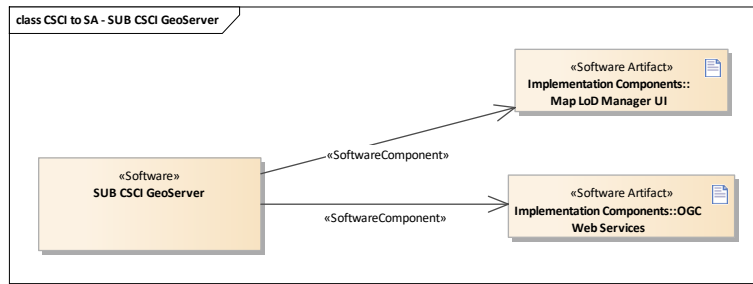 class CSCI to SA - SUB CSCI GeoServer
«Software Artifact»
Implementation Components::
Map LoD Manager UI
«SoftwareComponent»
«Software»
SUB CSCI GeoServer
«Software Artifact»
Implementation Components::OGC
Web Services
«SoftwareComponent»